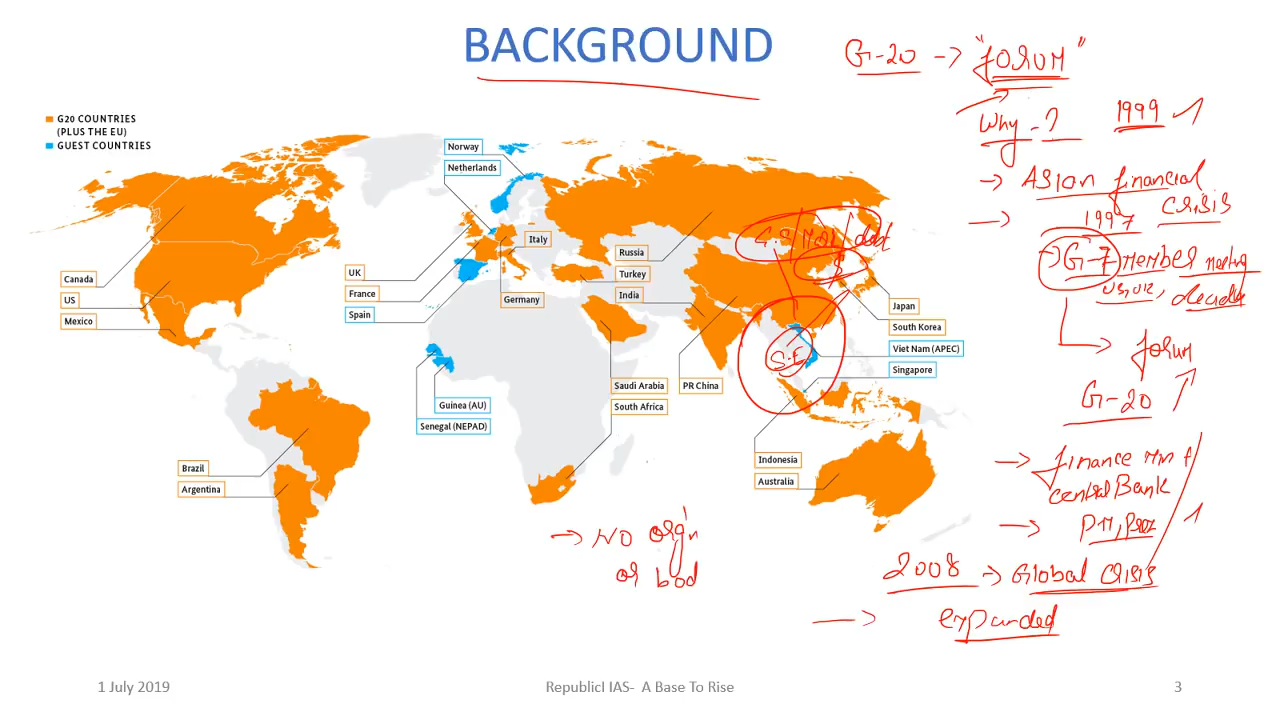 BACKGROUND
G-20 -> "FORUM"
Why - ? 1999
-> Asian financial
crisis
1997
-> G-7 member meeting
US, UK, decide
-> forum
G-20
-> finance Min &
central Bank
-> PM, Prez
2008 -> Global crisis
-> expanded
-> NO orgn
or bod
S.E
G20 COUNTRIES
(PLUS THE EU)
GUEST COUNTRIES
Norway
Netherlands
Italy
UK
France
Spain
Germany
Russia
Turkey
India
Canada
US
Mexico
Japan
South Korea
Viet Nam (APEC)
Singapore
Saudi Arabia
PR China
South Africa
Guinea (AU)
Senegal (NEPAD)
Indonesia
Australia
Brazil
Argentina
1 July 2019
RepublicI IAS- A Base To Rise
3